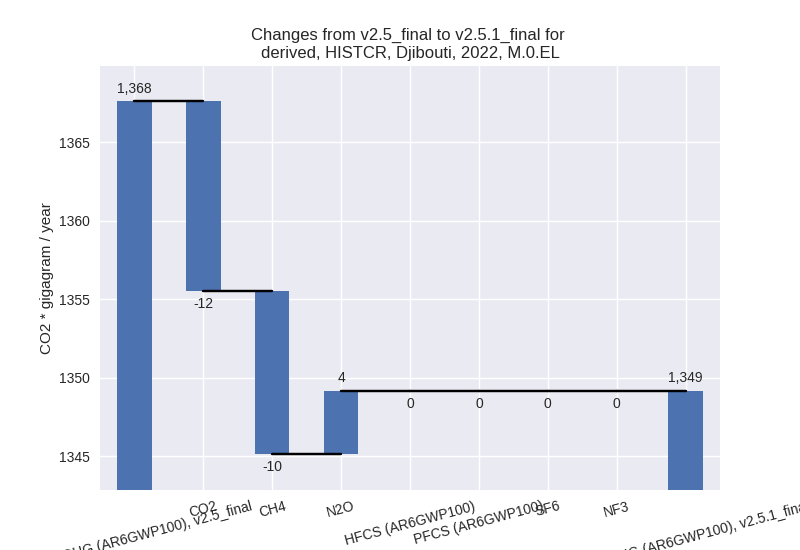 Changes from v2.5_final to v2.5.1_final for
derived, HISTCR, Djibouti, 2022, M.0.EL
CO2 * gigagram / year
1365
1360
1355
1350
1345
1,368
-12
-10
4
0
0
0
0
1,349
(AR6GWP100), v2.5_final
CO2
CH4
N2O
HFCS (AR6GWP100)
PFCS (AR6GWP100)
SF6
NF3
(AR6GWP100), v2.5.1_final